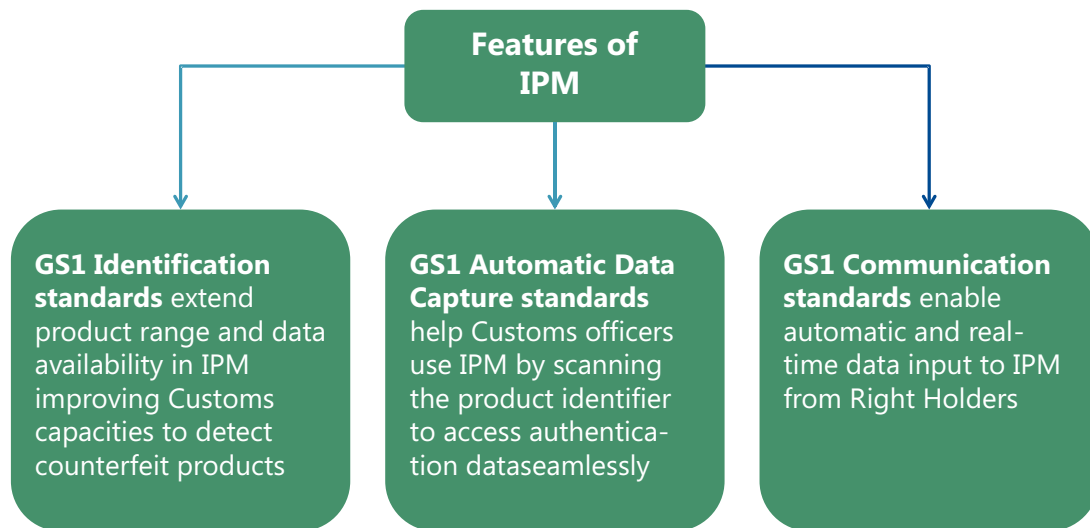 Features of
IPM
GS1 Identification
standards extend
product range and data
availability in IPM
improving Customs
capacities to detect
counterfeit products
GS1 Automatic Data
Capture standards
help Customs officers
use IPM by scanning
the product identifier
to access authentica-
tion dataseamlessly
GS1 Communication
standards enable
automatic and real-
time data input to IPM
from Right Holders